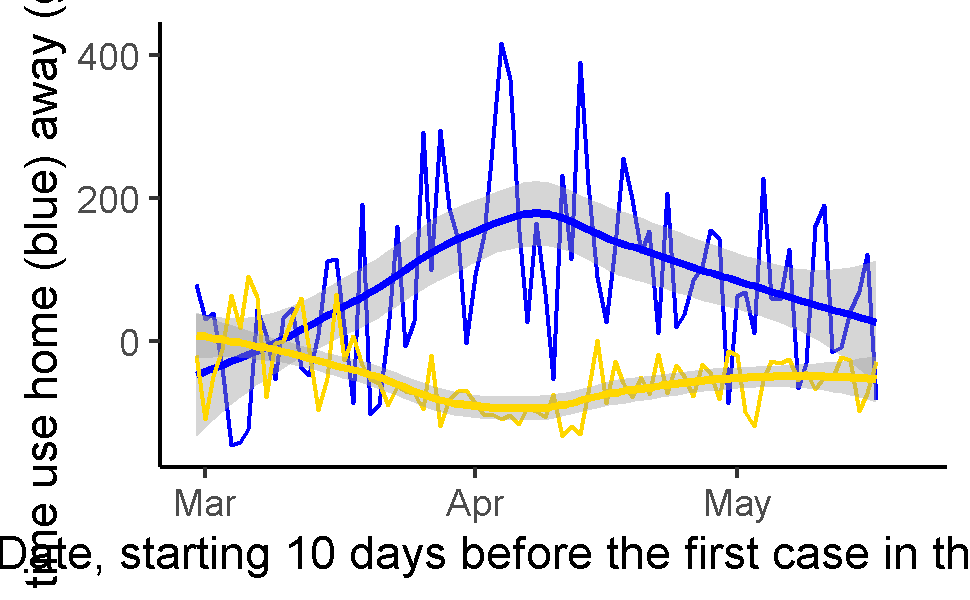 time use home (blue) away (
400
200
0
Mar Apr May
Date, starting 10 days before the first case in th